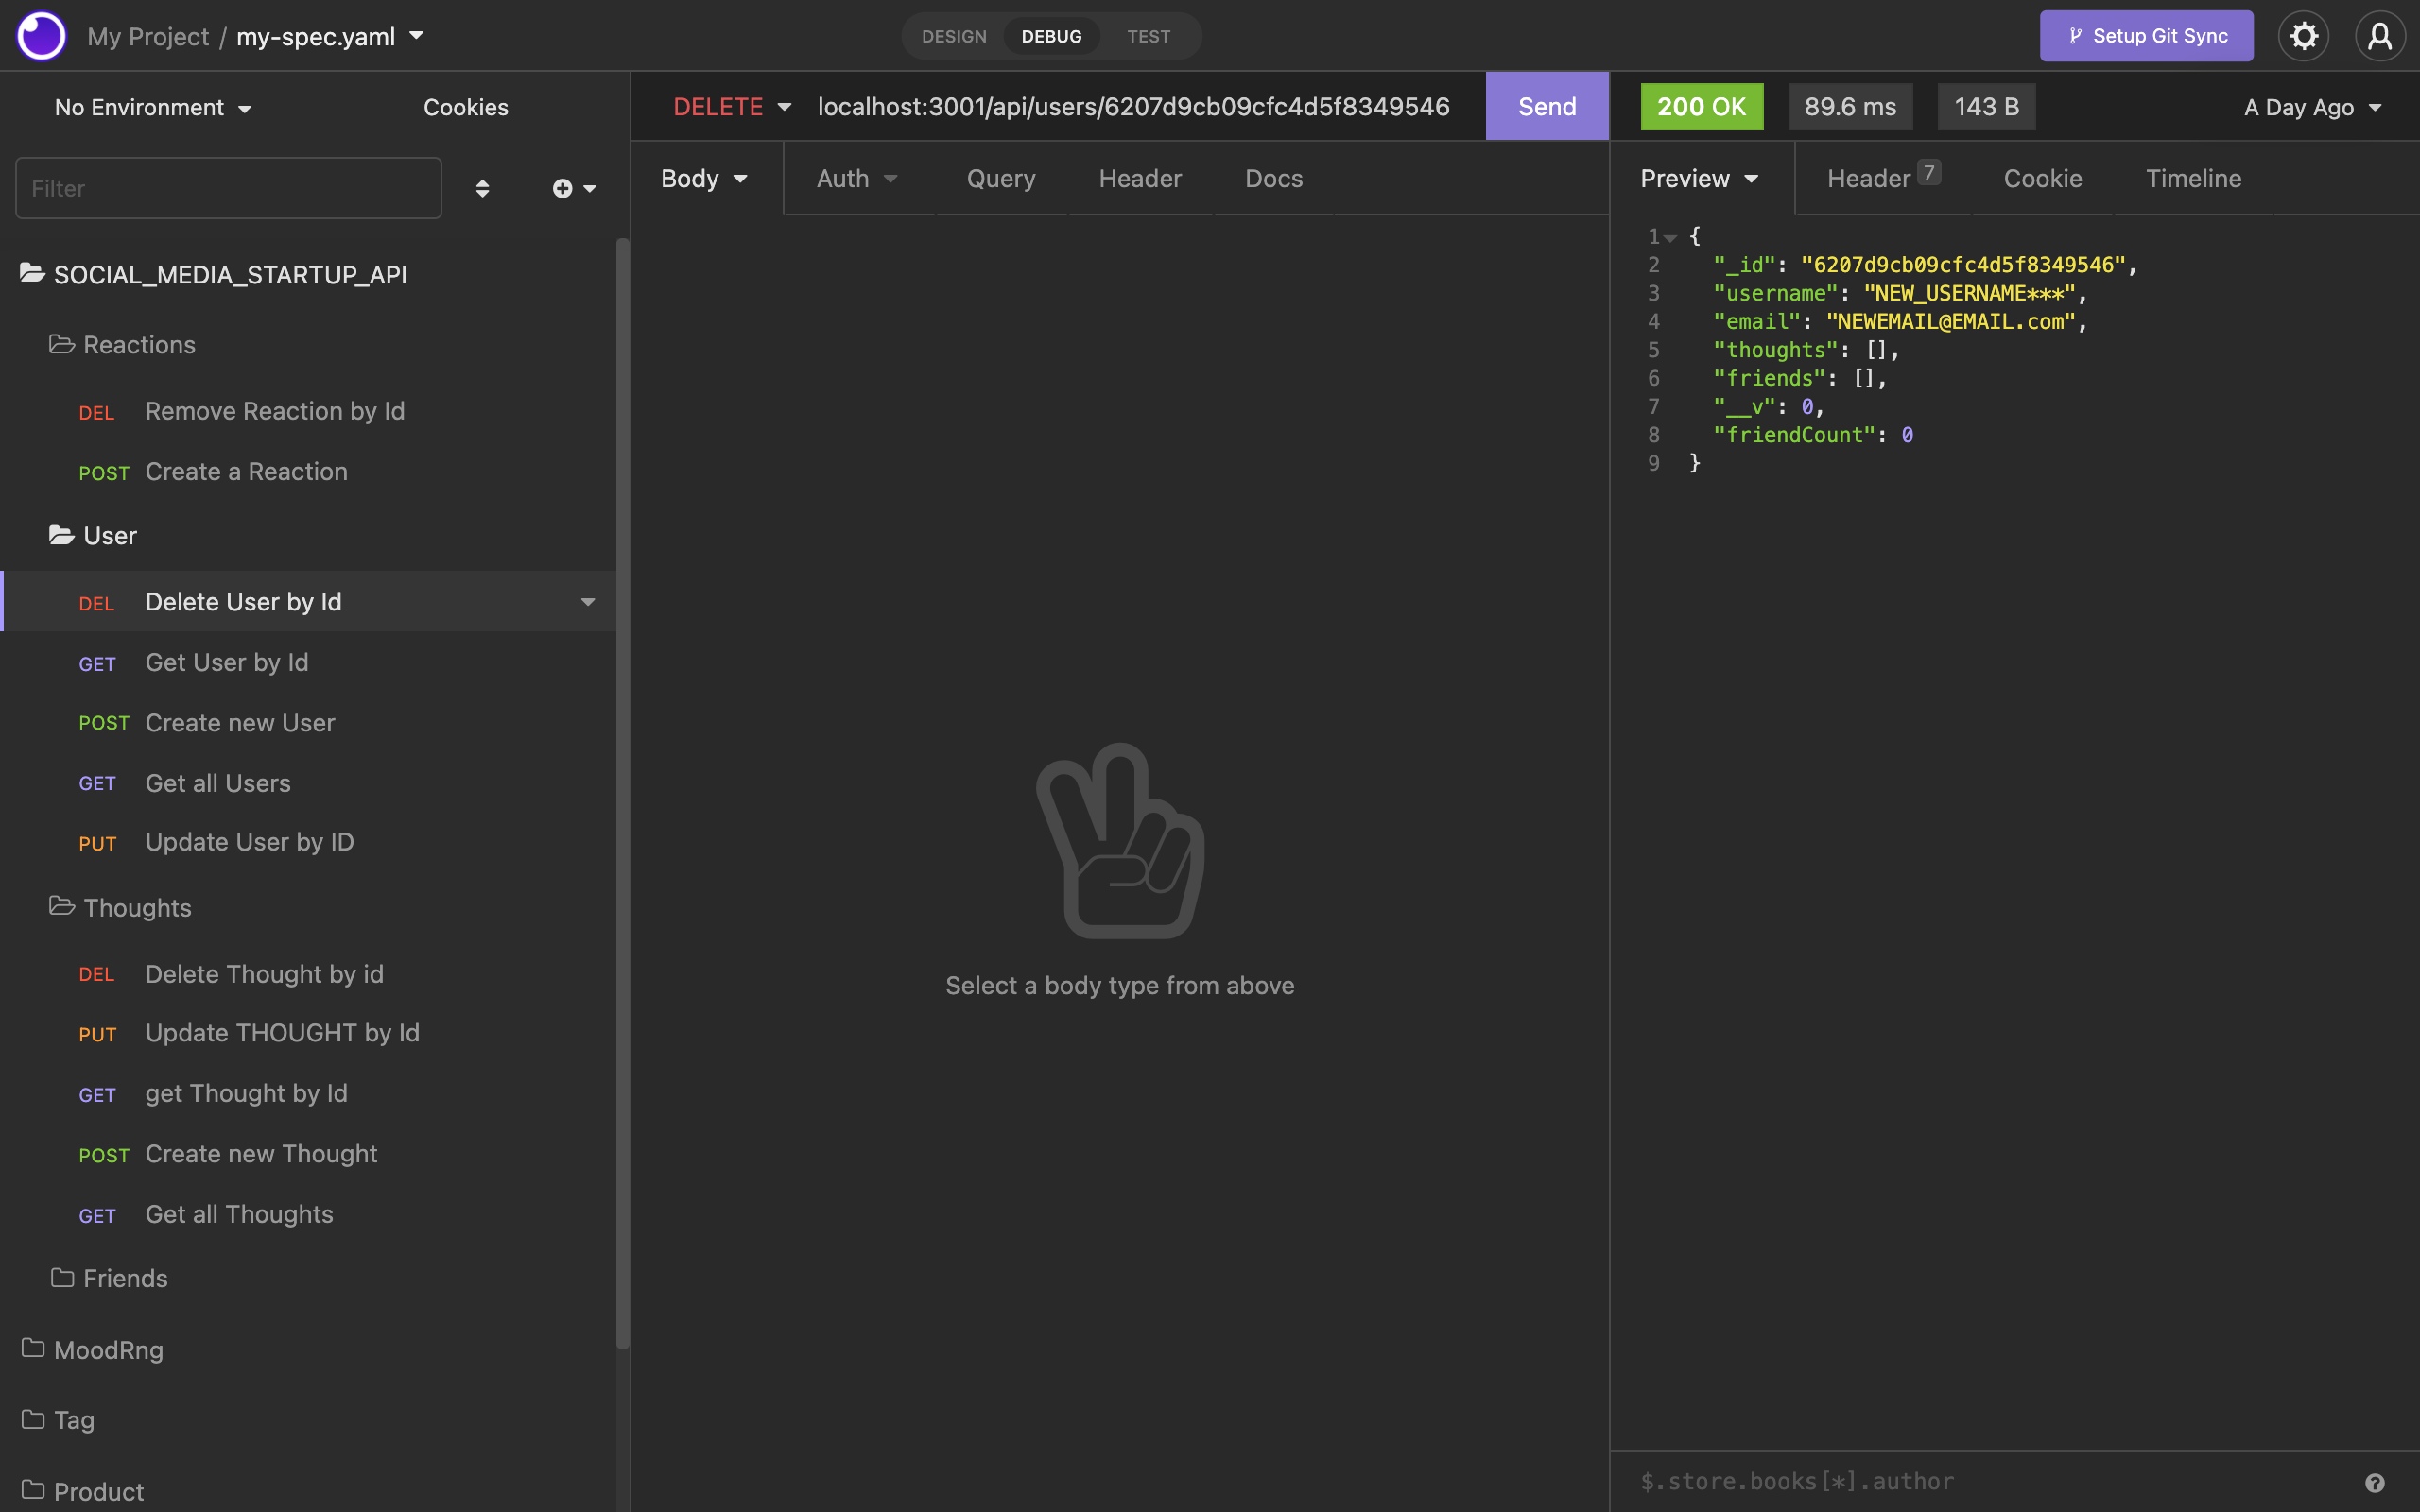 My Project / my-spec.yaml
DESIGN DEBUG TEST
Setup Git Sync
No Environment Cookies
Filter
SOCIAL_MEDIA_STARTUP_API
Reactions
DEL Remove Reaction by Id
POST Create a Reaction
User
DEL Delete User by Id
GET Get User by Id
POST Create new User
GET Get all Users
PUT Update User by ID
Thoughts
DEL Delete Thought by id
PUT Update THOUGHT by Id
GET get Thought by Id
POST Create new Thought
GET Get all Thoughts
Friends
MoodRng
Tag
Product
DELETE localhost:3001/api/users/6207d9cb09cfc4d5f8349546 Send
Body Auth Query Header Docs
Select a body type from above
200 OK 89.6 ms 143 B A Day Ago
Preview Header 7 Cookie Timeline
1 {
2 "_id": "6207d9cb09cfc4d5f8349546",
3 "username": "NEW_USERNAME***",
4 "email": "NEWEMAIL@EMAIL.com",
5 "thoughts": [],
6 "friends": [],
7 "__v": 0,
8 "friendCount": 0
9 }
$.store.books[*].author
?